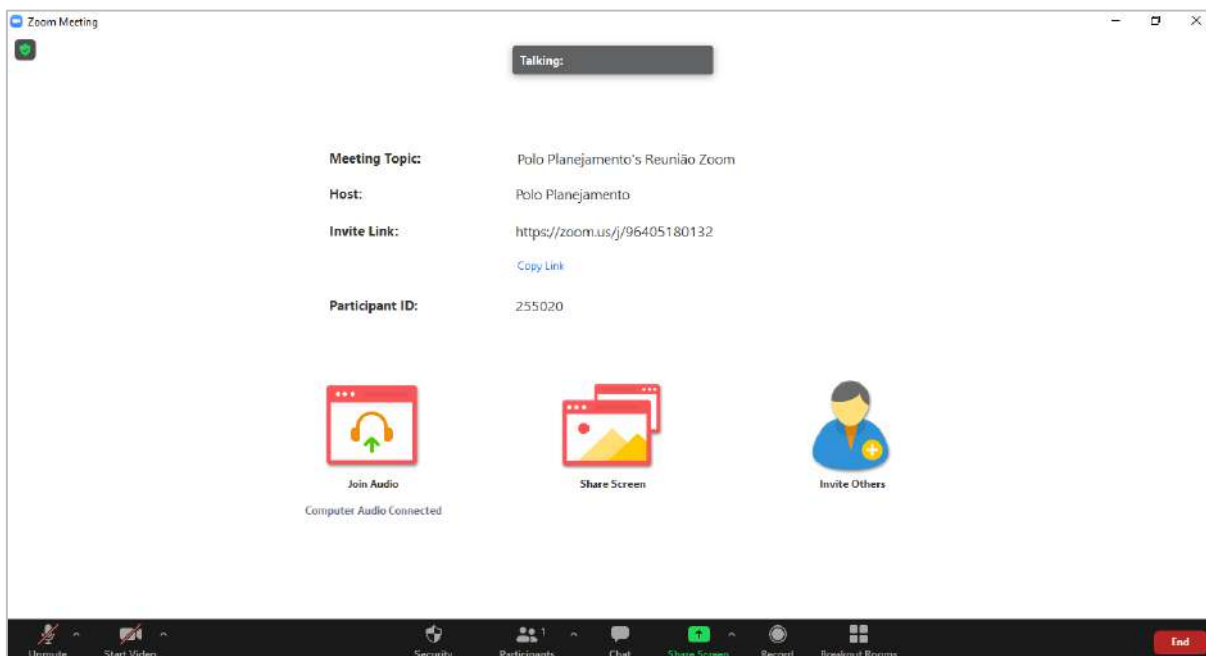 Zoom Meeting
Talking:
Meeting Topic: Polo Planejamento's Reunião Zoom
Host: Polo Planejamento
Invite Link: https://zoom.us/j/96405180132
Copy Link
Participant ID: 255020
Join Audio Share Screen Invite Others
Computer Audio Connected
1
Unmute Start Video Security Participants Chat Share Screen Record Breakout Rooms End